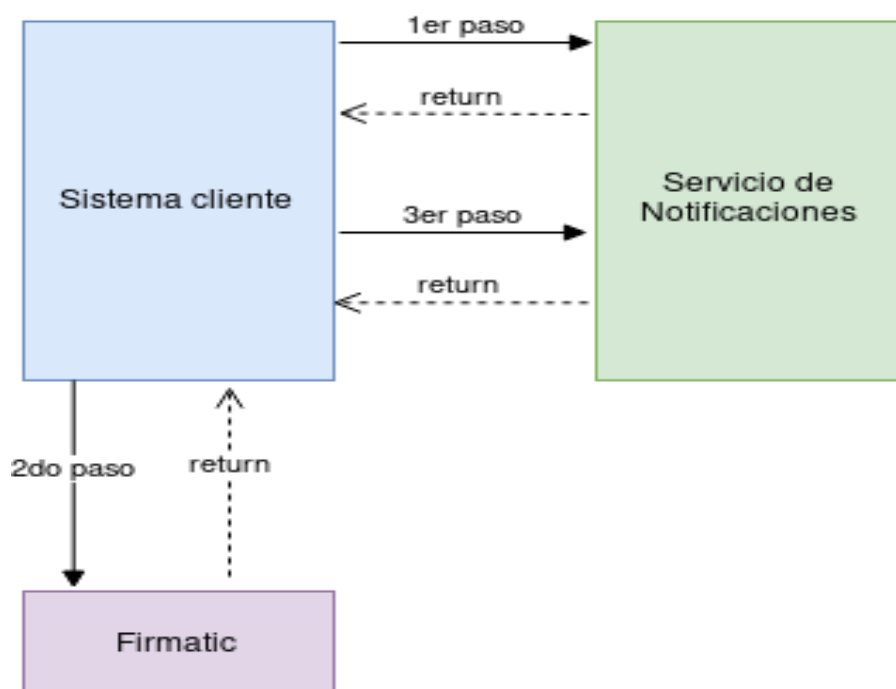 1er paso
return
Sistema cliente
Servicio de
Notificaciones
3er paso
return
2do paso
return
Firmatic